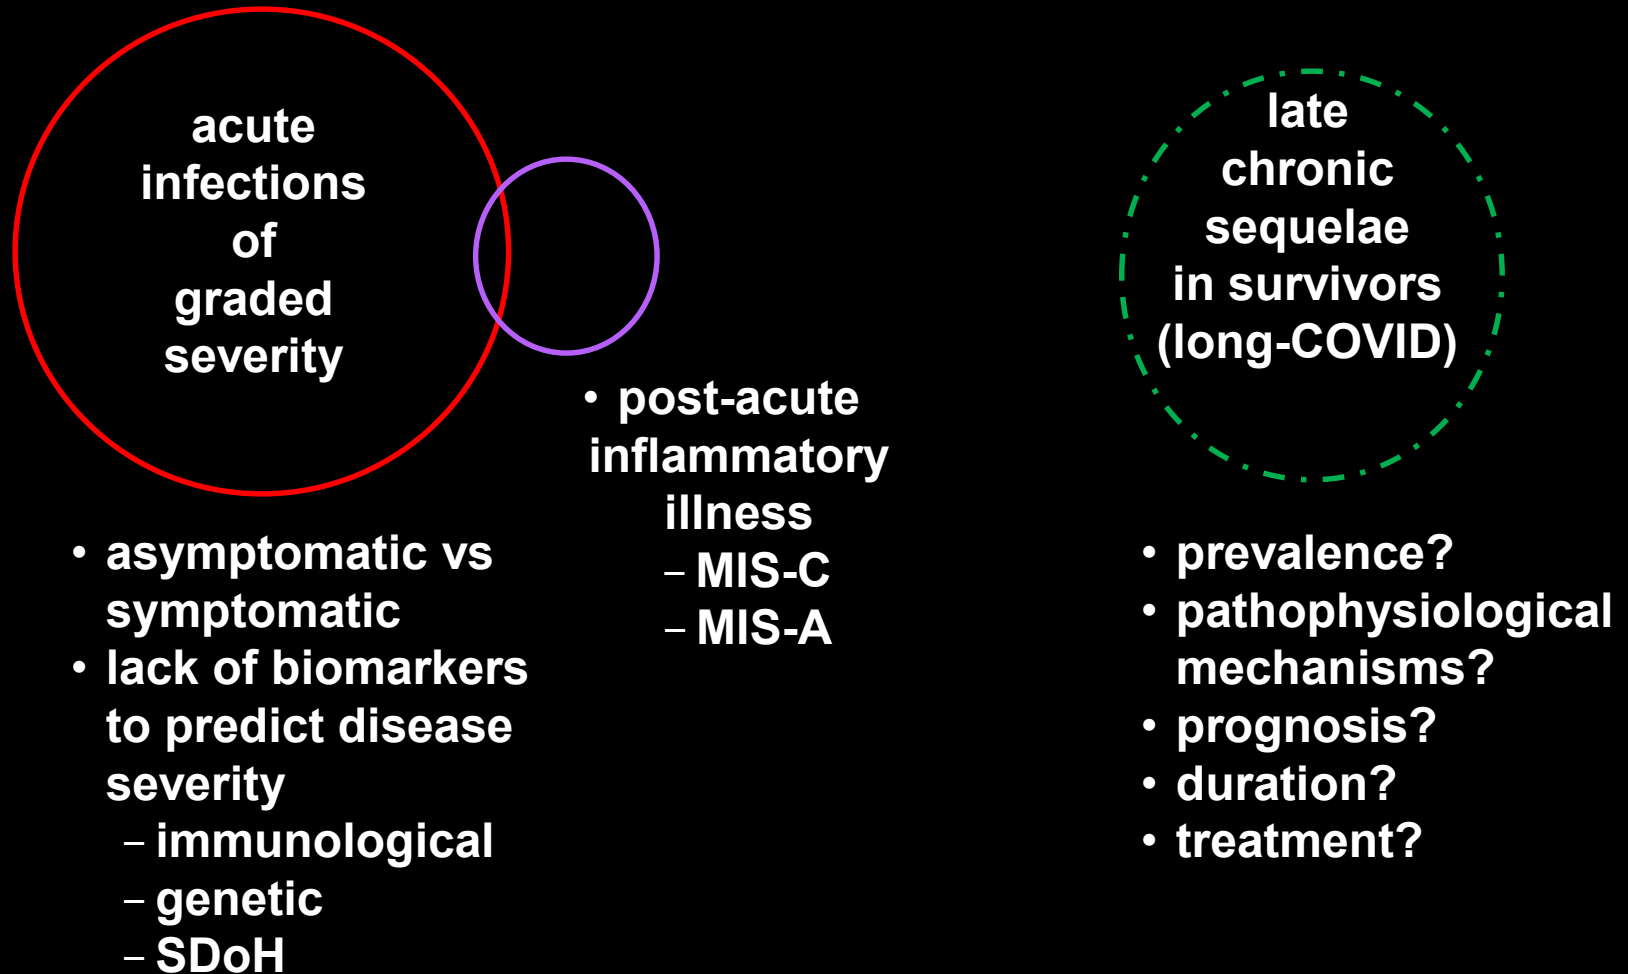 acute
infections
of
graded
severity
• asymptomatic vs
symptomatic
• lack of biomarkers
to predict disease
severity
– immunological
– genetic
– SDoH
• post-acute
inflammatory
illness
– MIS-C
– MIS-A
late
chronic
sequelae
in survivors
(long-COVID)
• prevalence?
• pathophysiological
mechanisms?
• prognosis?
• duration?
• treatment?